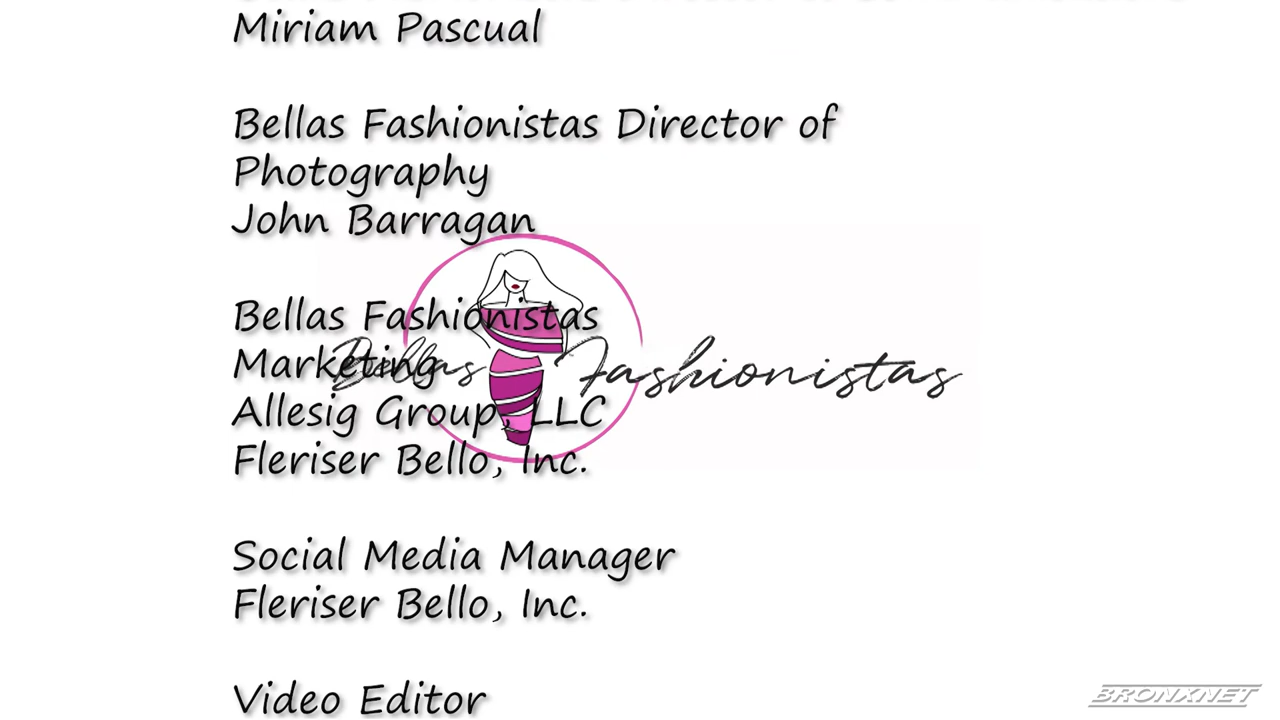 Miriam Pascual
Bellas Fashionistas Director of
Photography
John Barragan
Bellas Fashionistas
Marketing
Allesig Group, LLC
Fleriser Bello, Inc.
Bellas Fashionistas
Social Media Manager
Fleriser Bello, Inc.
Video Editor
BRONXNET